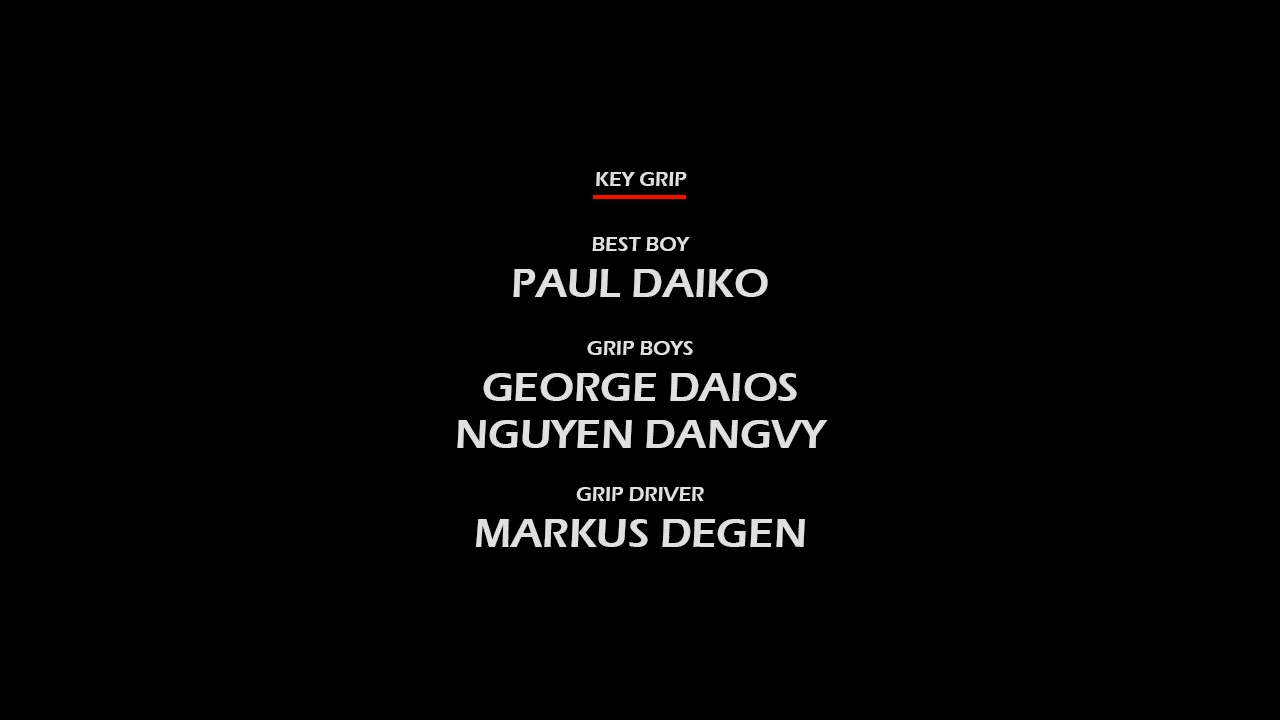 KEY GRIP
BEST BOY
PAUL DAIKO
GRIP BOYS
GEORGE DAIOS
NGUYEN DANGVY
GRIP DRIVER
MARKUS DEGEN